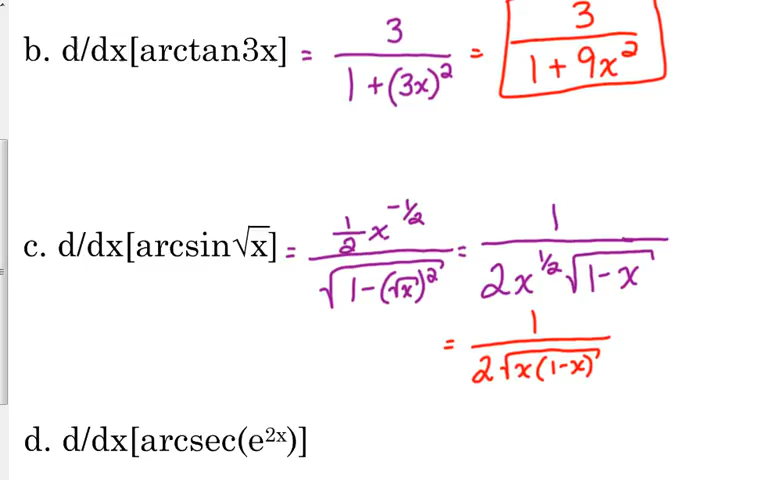 b. d/dx[arctan3x] = 3/(1+(3x)²) = 3/(1+9x²)
c. d/dx[arcsin√x] = (½x^(-1/2))/√(1-(√x)²) = 1/(2x^(1/2)√(1-x))
= 1/(2√(x(1-x)))
d. d/dx[arcsec(e²ˣ)]